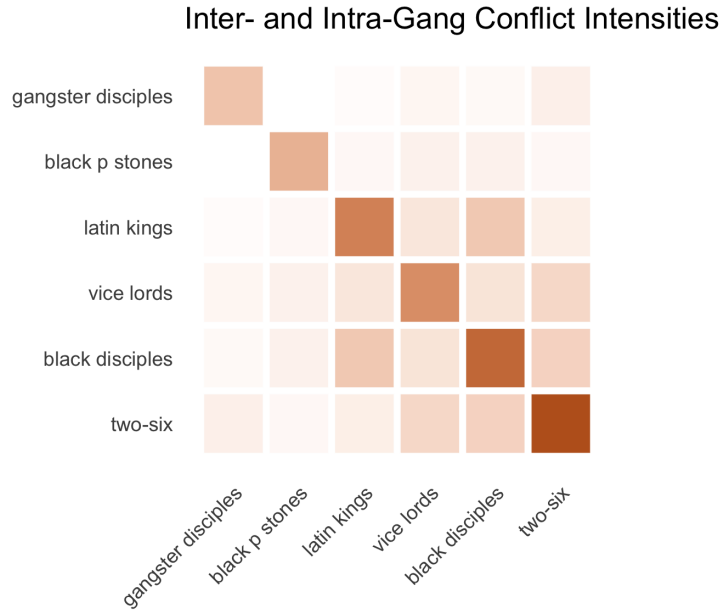 Inter- and Intra-Gang Conflict Intensities
gangster disciples
black p stones
latin kings
vice lords
black disciples
two-six
gangster disciples
black p stones
latin kings
vice lords
black disciples
two-six